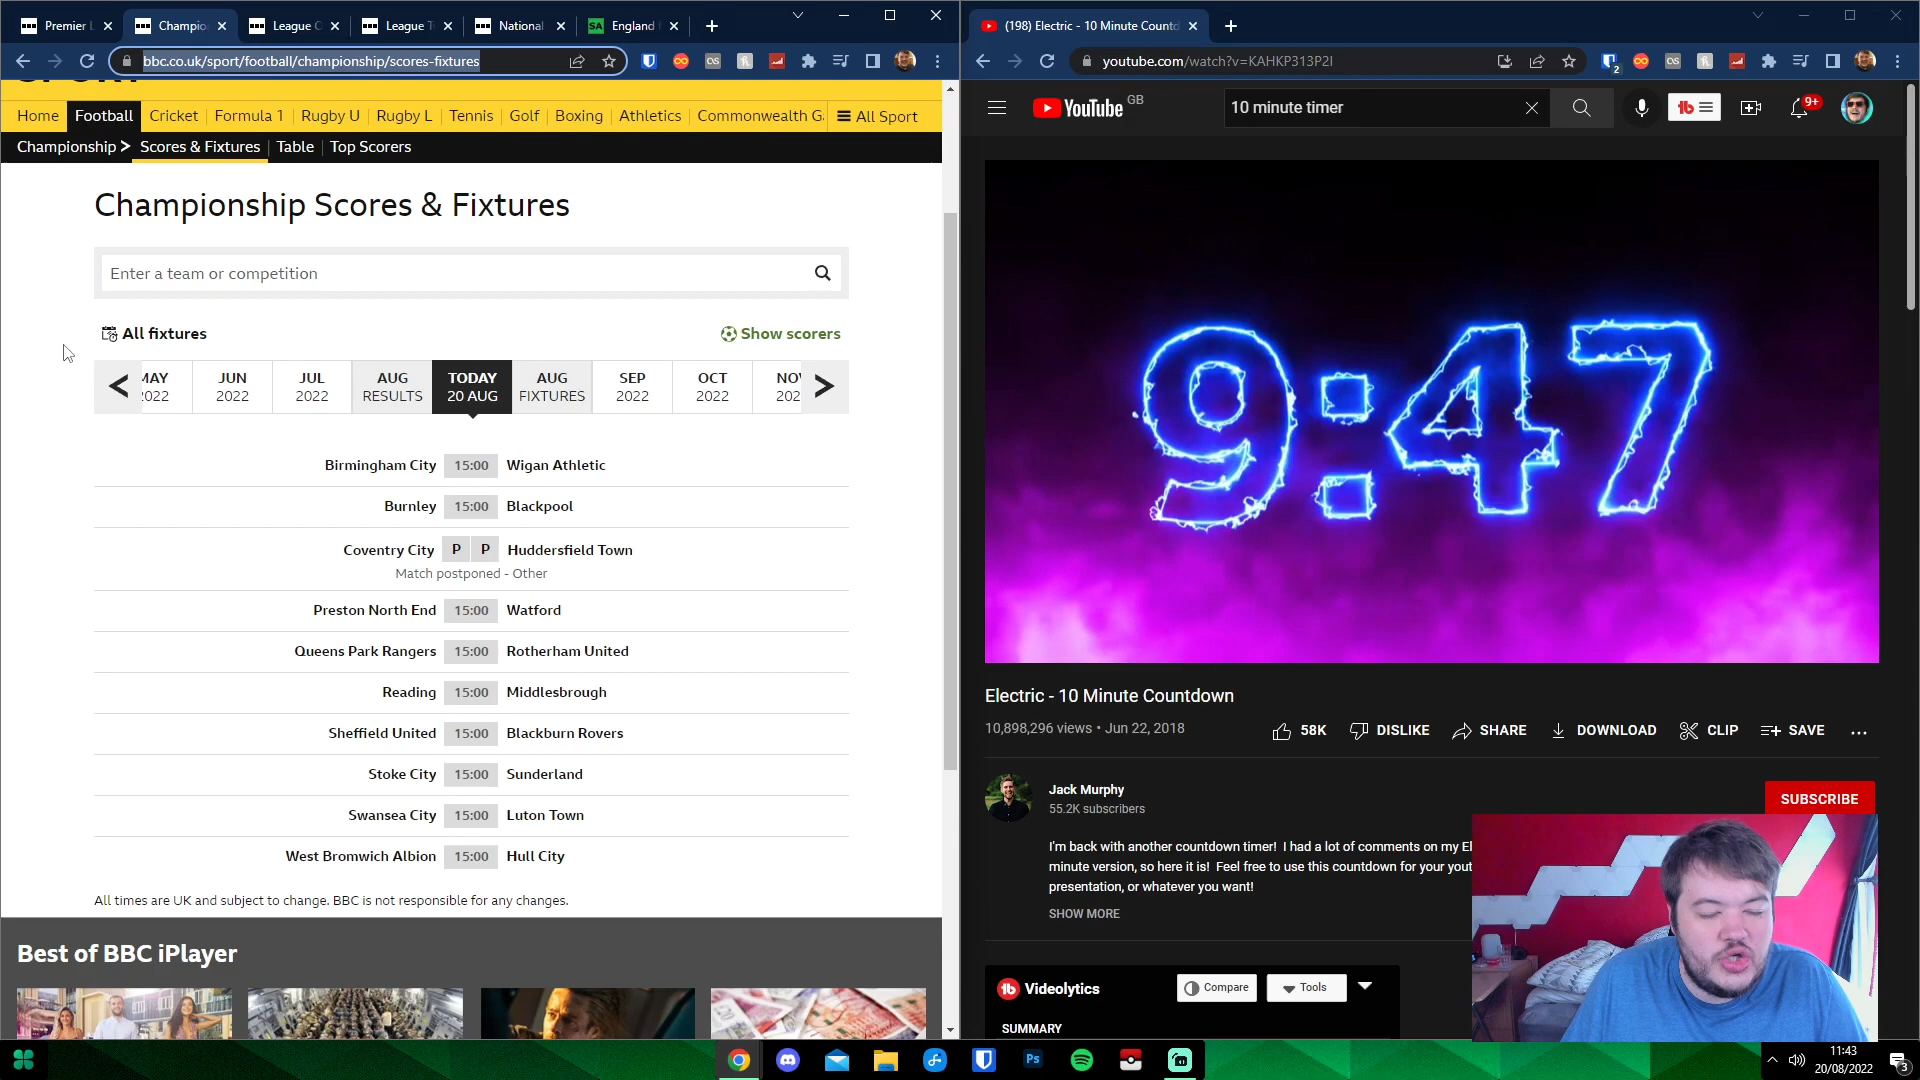 Premier L
Champio
League O
League T
National
England
(198) Electric - 10 Minute Countd
bbc.co.uk/sport/football/championship/scores-fixtures
youtube.com/watch?v=KAHKP313P2I
Home
Football
Cricket
Formula 1
Rugby U
Rugby L
Tennis
Golf
Boxing
Athletics
Commonwealth G
All Sport
Championship
Scores & Fixtures
Table
Top Scorers
Championship Scores & Fixtures
Enter a team or competition
All fixtures
Show scorers
JUN 2022
JUL 2022
AUG RESULTS
TODAY 20 AUG
AUG FIXTURES
SEP 2022
OCT 2022
Birmingham City 15:00 Wigan Athletic
Burnley 15:00 Blackpool
Coventry City P P Huddersfield Town
Match postponed - Other
Preston North End 15:00 Watford
Queens Park Rangers 15:00 Rotherham United
Reading 15:00 Middlesbrough
Sheffield United 15:00 Blackburn Rovers
Stoke City 15:00 Sunderland
Swansea City 15:00 Luton Town
West Bromwich Albion 15:00 Hull City
All times are UK and subject to change. BBC is not responsible for any changes.
Best of BBC iPlayer
YouTube GB
10 minute timer
9+
9:47
Electric - 10 Minute Countdown
10,898,296 views • Jun 22, 2018
58K
DISLIKE
SHARE
DOWNLOAD
CLIP
SAVE
Jack Murphy
55.2K subscribers
SUBSCRIBE
I'm back with another countdown timer! I had a lot of comments on my El
minute version, so here it is! Feel free to use this countdown for your yout
presentation, or whatever you want!
SHOW MORE
Videolytics
Compare
Tools
SUMMARY
11:43
20/08/2022
3